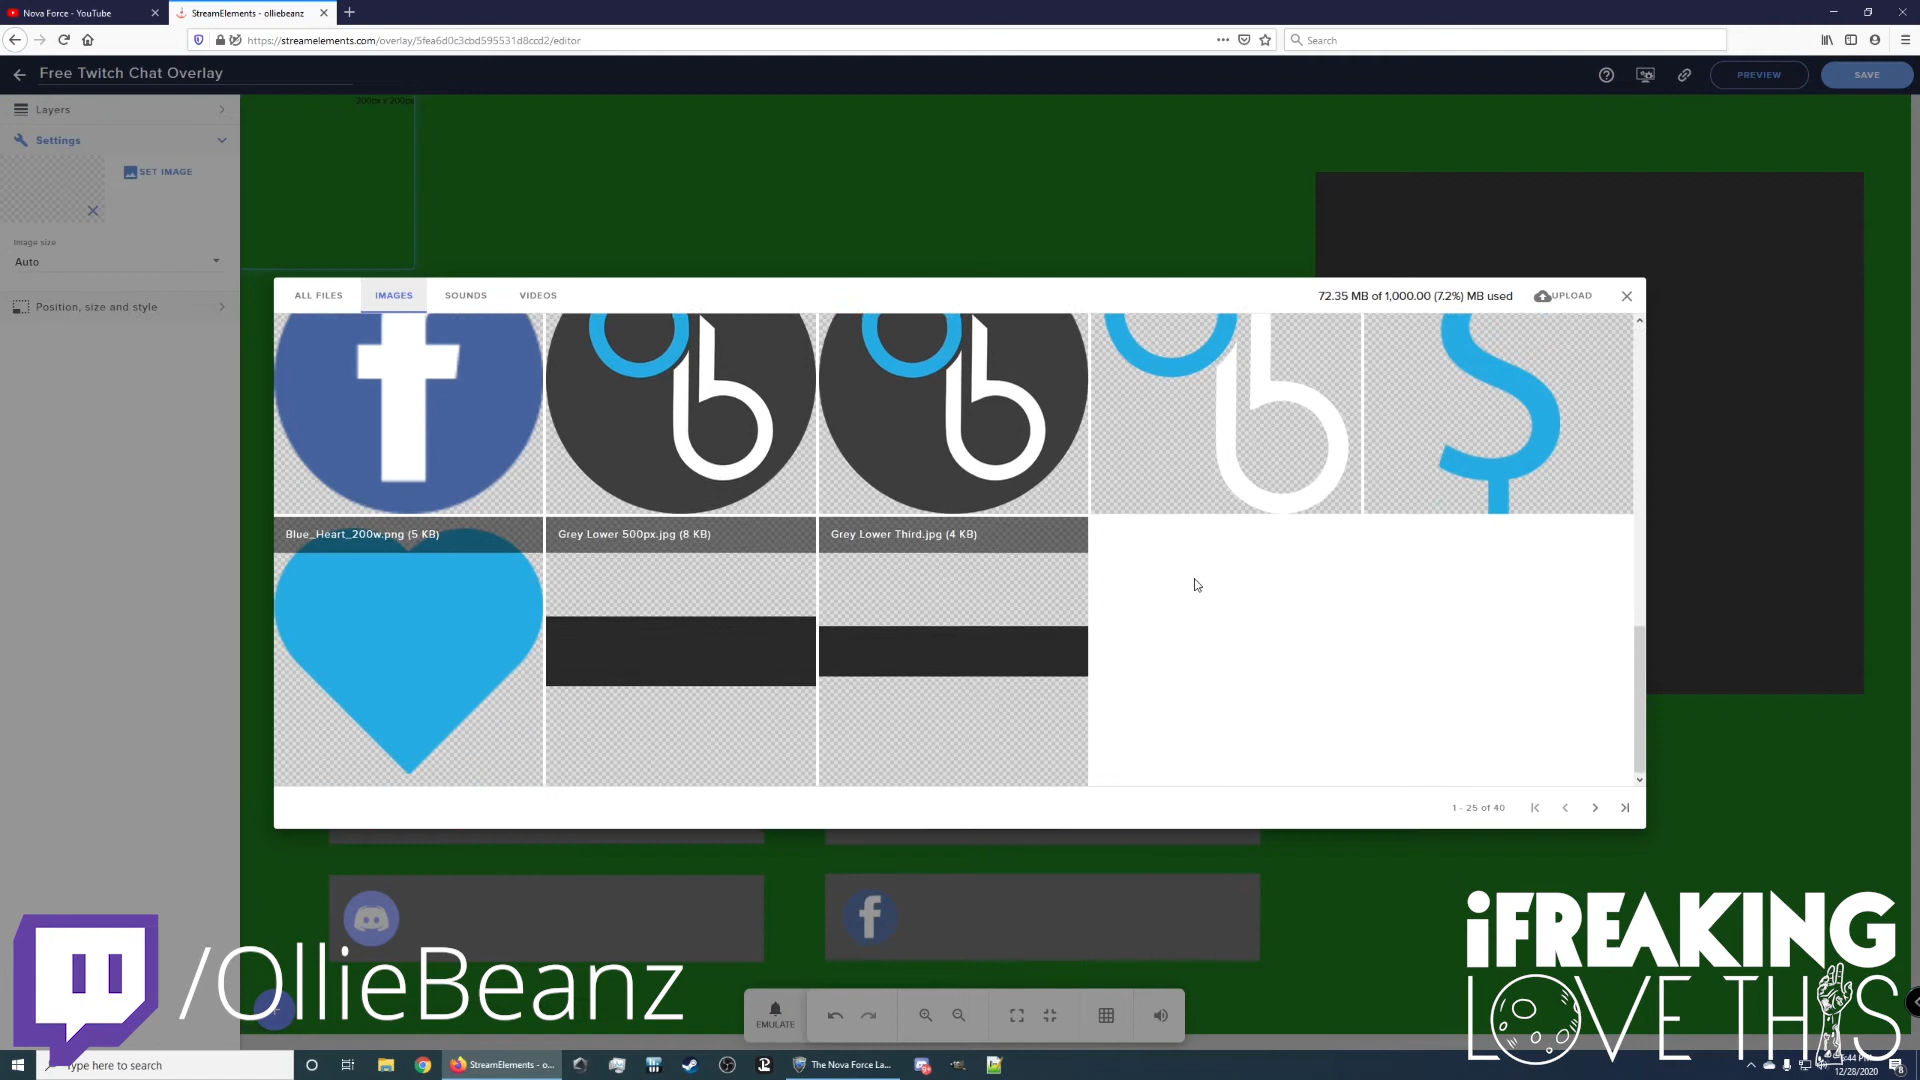 Nova Force - YouTube
StreamElements - olliebeanz
https://streamelements.com/overlay/5fea6d0c3cbd595531d8ccd2/editor
Search
Free Twitch Chat Overlay
PREVIEW
SAVE
Layers
200px x 200px
Settings
SET IMAGE
Image size
Auto
Position, size and style
ALL FILES
IMAGES
SOUNDS
VIDEOS
72.35 MB of 1,000.00 (7.2%) MB used
UPLOAD
Blue_Heart_200w.png (5 KB)
Grey Lower 500px.jpg (8 KB)
Grey Lower Third.jpg (4 KB)
1 - 25 of 40
/OllieBeanz
EMULATE
iFREAKING
LOVE THIS
Type here to search
StreamElements - o...
The Nova Force La...
12/28/2020